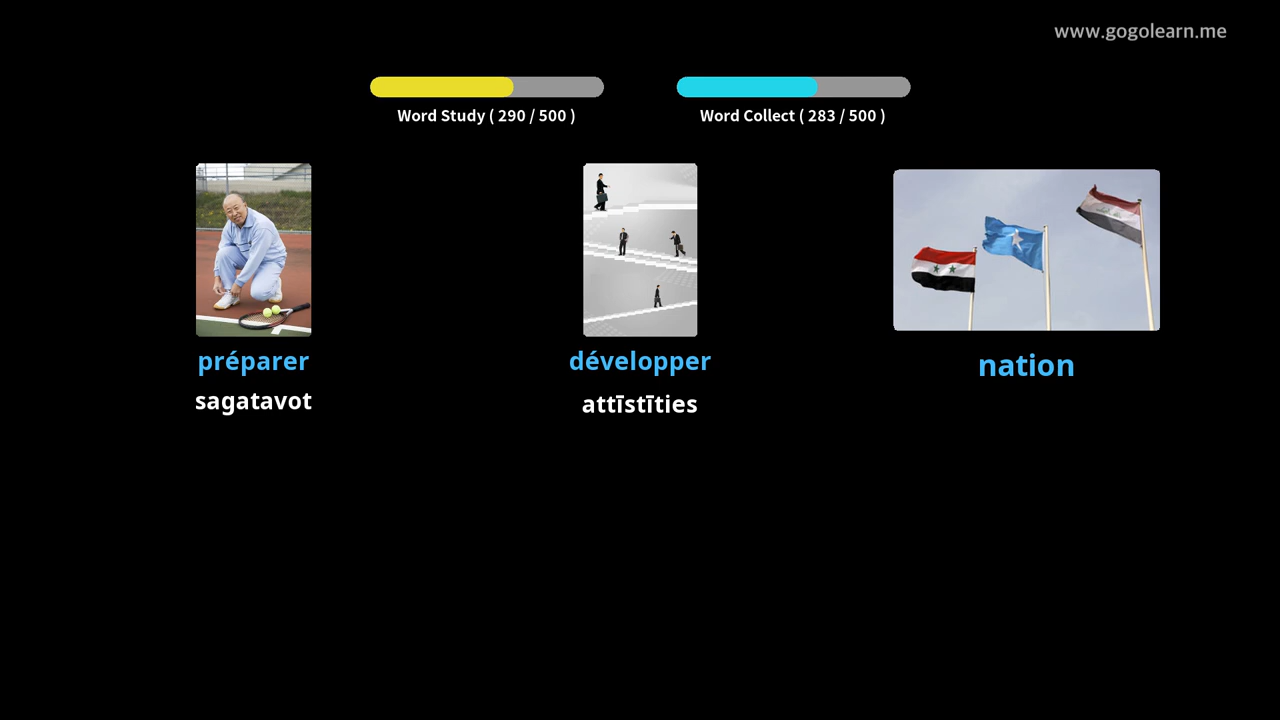 www.gogolearn.me
Word Study ( 290 / 500 )
Word Collect ( 283 / 500 )
préparer
sagatavot
développer
attīstīties
nation